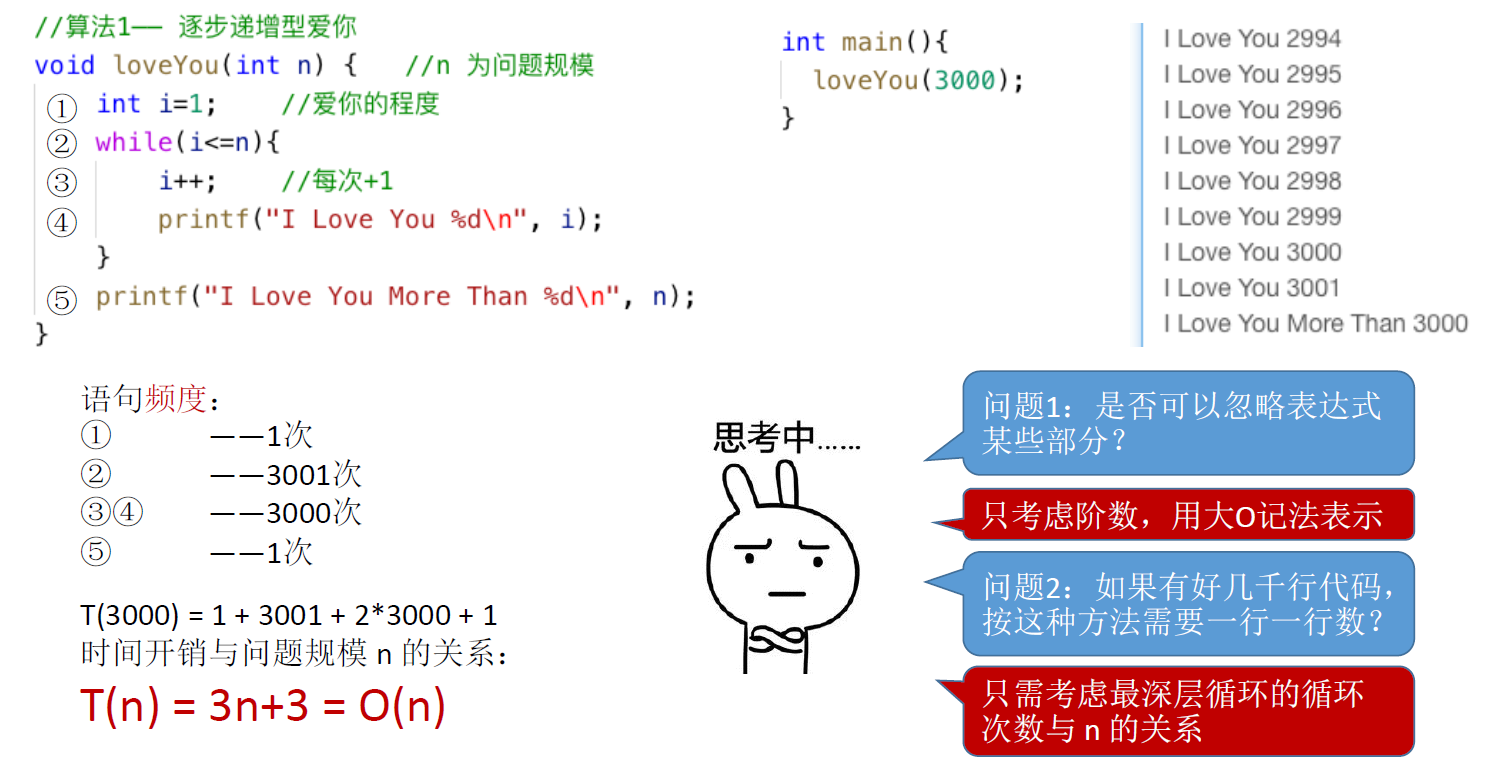 //算法1—— 逐步递增型爱你
void loveYou(int n) {   //n 为问题规模
① int i=1;    //爱你的程度
② while(i<=n){
③ i++;    //每次+1
④ printf("I Love You %d\n", i);
}
⑤ printf("I Love You More Than %d\n", n);
}
int main(){
loveYou(3000);
}
I Love You 2994
I Love You 2995
I Love You 2996
I Love You 2997
I Love You 2998
I Love You 2999
I Love You 3000
I Love You 3001
I Love You More Than 3000
语句频度：
① ——1次
② ——3001次
③④ ——3000次
⑤ ——1次
T(3000) = 1 + 3001 + 2*3000 + 1
时间开销与问题规模 n 的关系：
T(n) = 3n+3 = O(n)
思考中……
问题1：是否可以忽略表达式
某些部分？
只考虑阶数，用大O记法表示
问题2：如果有好几千行代码，
按这种方法需要一行一行数？
只需考虑最深层循环的循环
次数与 n 的关系